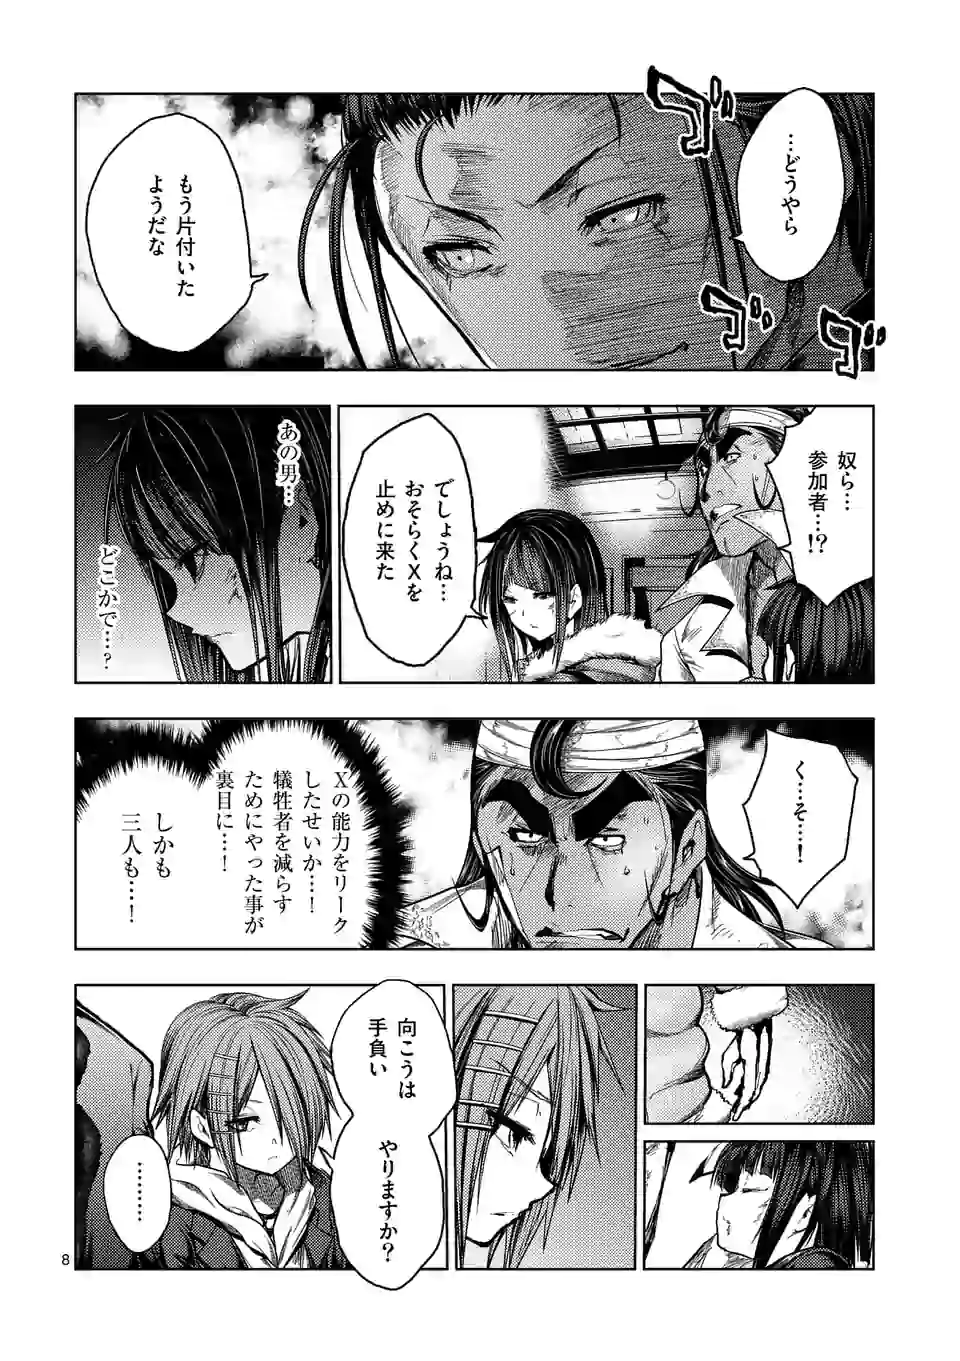 …どうやら
ゴゴゴ
もう片付いた
ようだな
奴ら…
参加者…!?
でしょうね…
おそらくXを
止めに来た
あの男…
どこかで…?
く…そ…!
Xの能力をリーク
したせいか…!
犠牲者を減らす
ためにやった事が
裏目に…!
しかも
三人も…!
向こうは
手負い
やりますか?
………
8